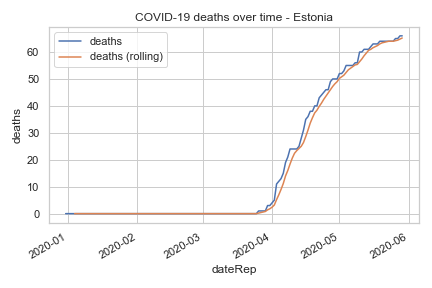 COVID-19 deaths over time - Estonia
deaths
deaths (rolling)
deaths
60
50
40
30
20
10
0
2020-01
2020-02
2020-03
2020-04
2020-05
2020-06
dateRep